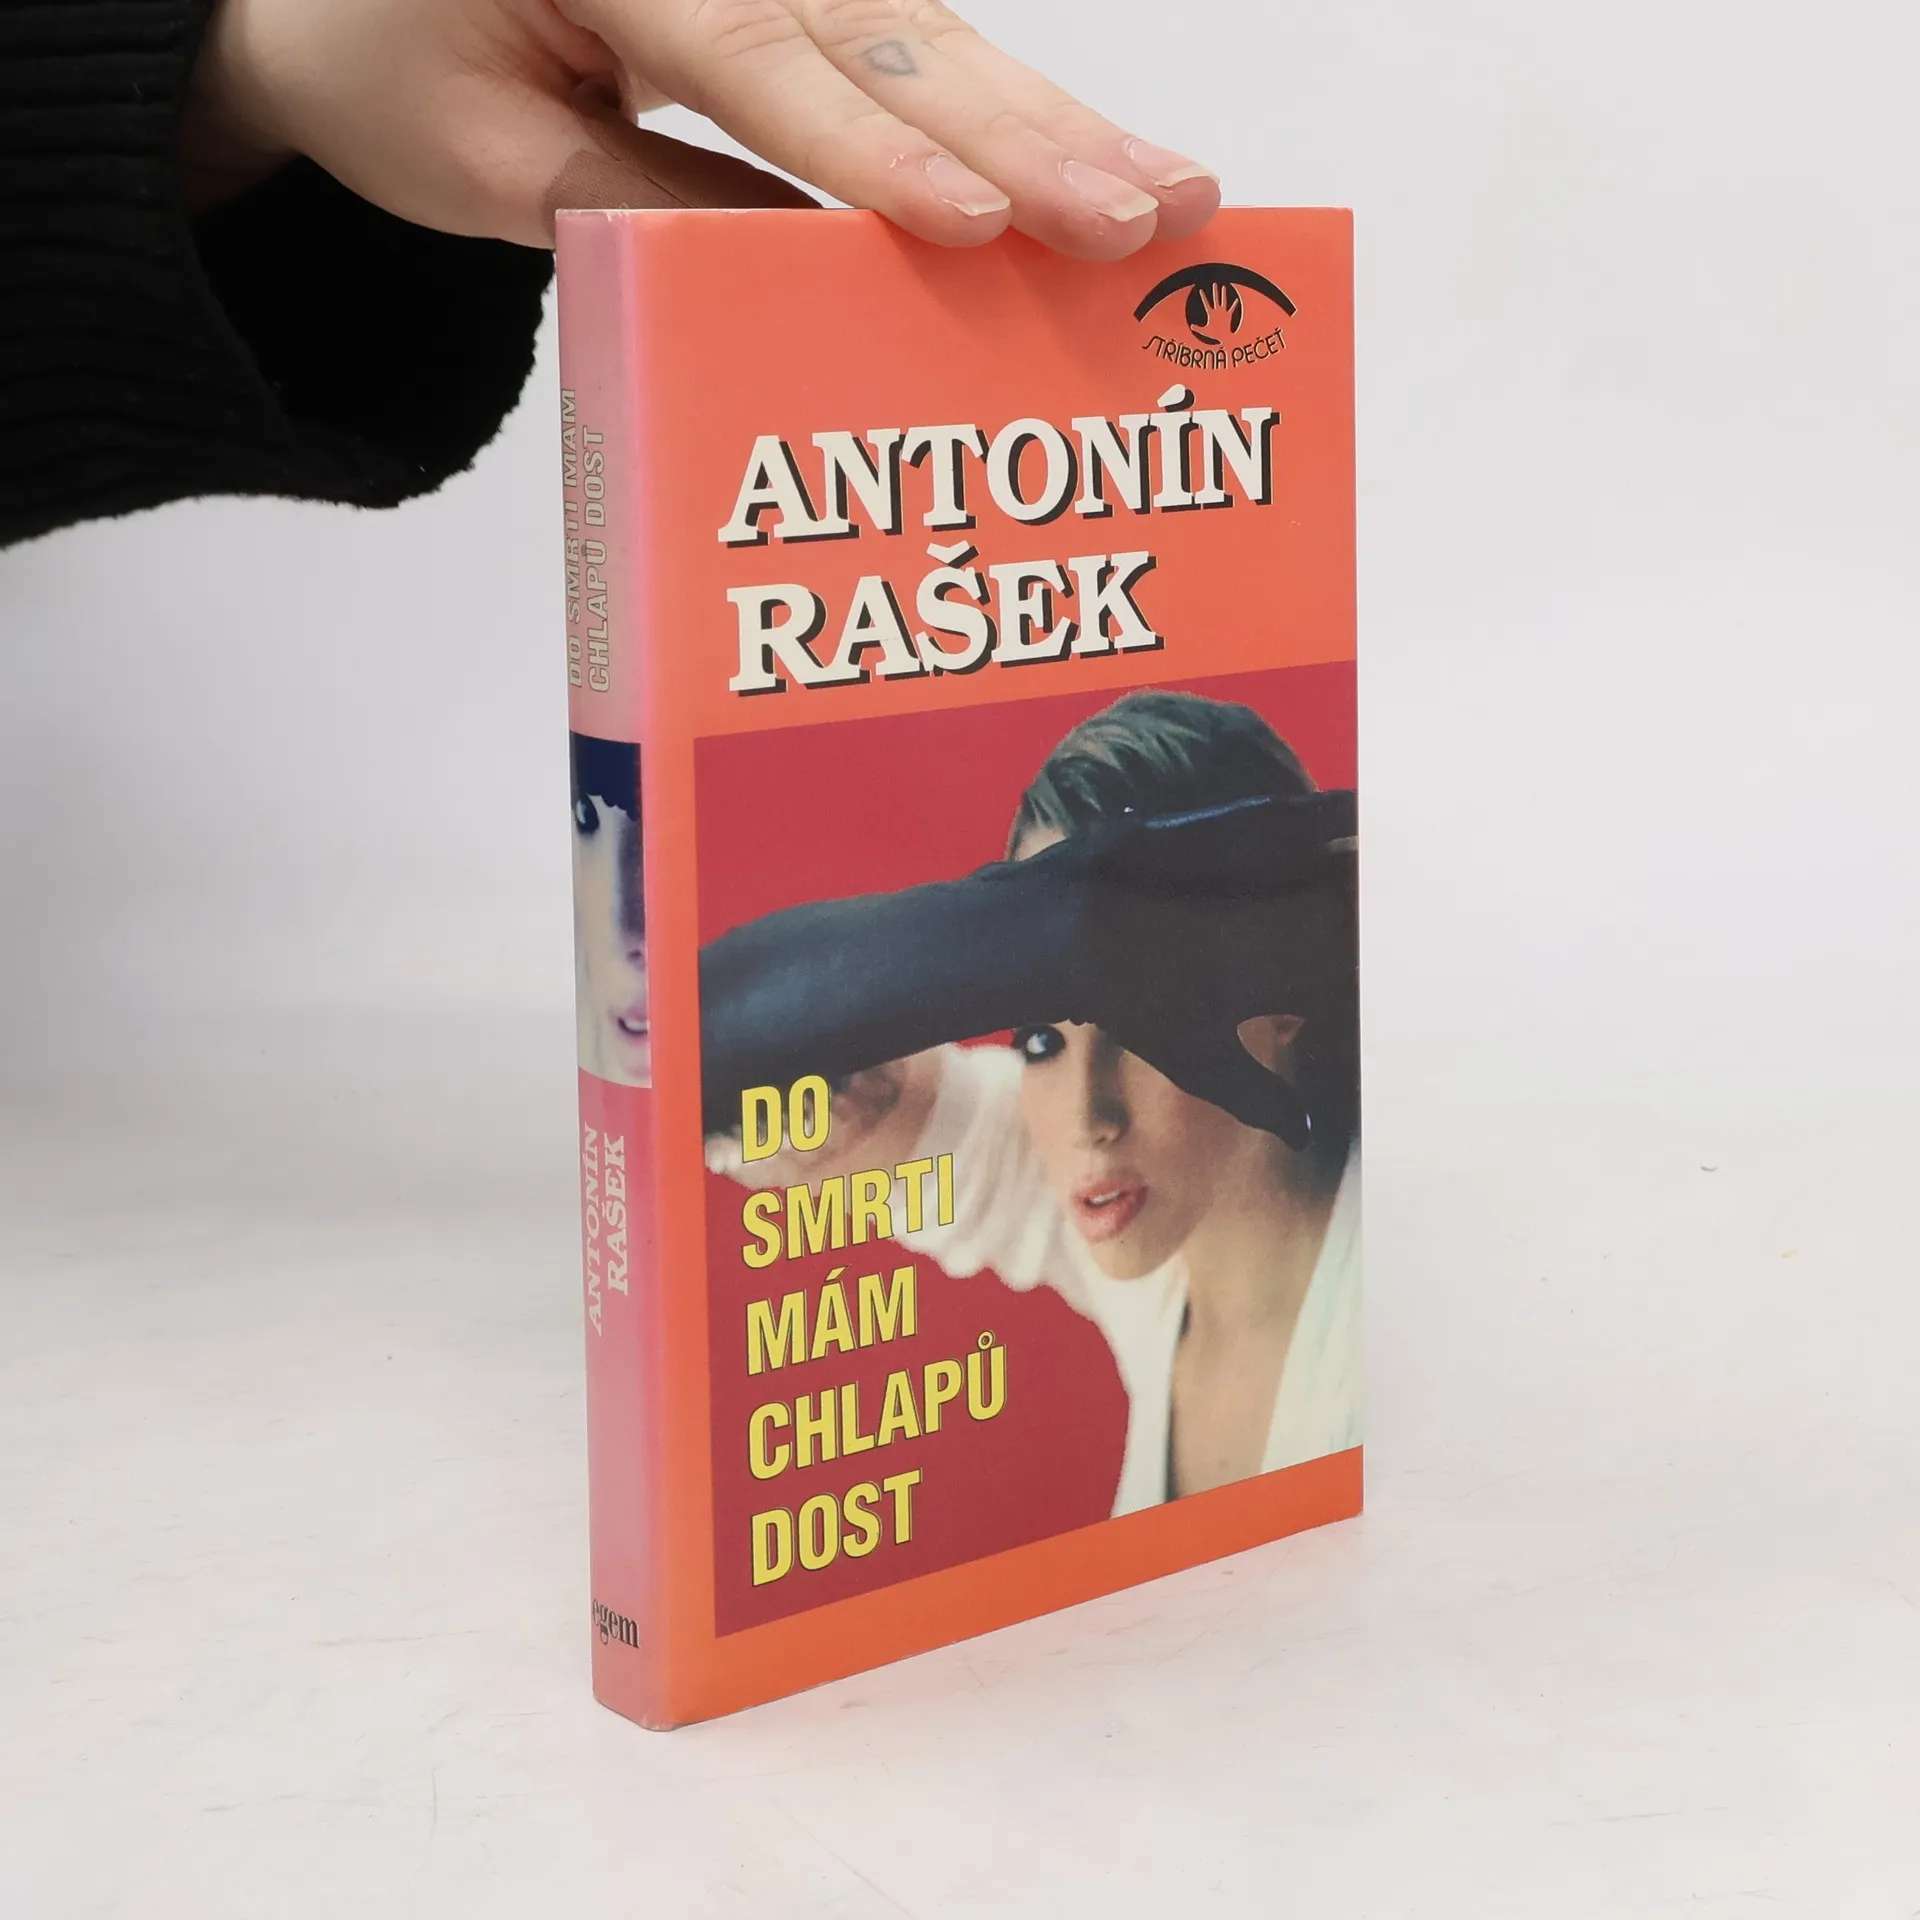 STŘÍBRNÁ PEČEŤ
ANTONÍN
RAŠEK
DO
SMRTI
MÁM
CHLAPŮ
DOST
DO SMRTI MÁM
CHLAPŮ DOST
ANTONÍN
RAŠEK
egem